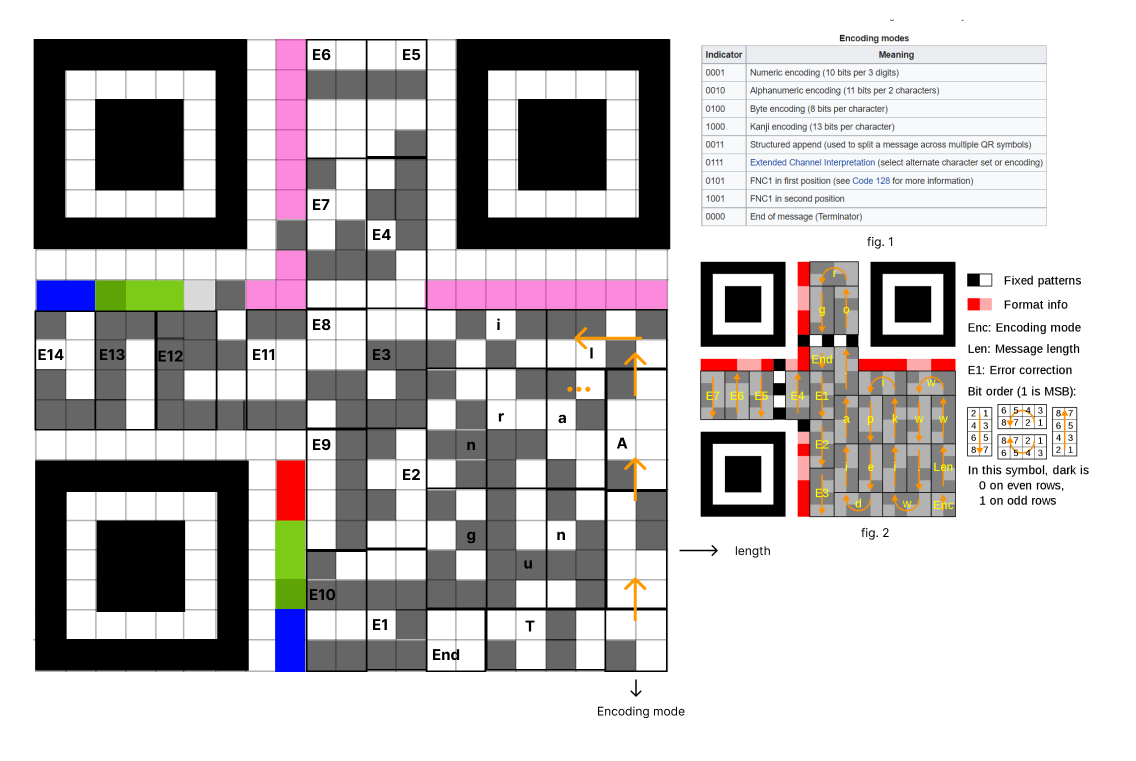 E6 E5
E7
E4
E8 i
E14 E13 E12 E11 E3 l
...
r a
E9 n A
E2
g n
u
E10
E1 T
End
length
Encoding mode
Encoding modes
Indicator Meaning
0001 Numeric encoding (10 bits per 3 digits)
0010 Alphanumeric encoding (11 bits per 2 characters)
0100 Byte encoding (8 bits per character)
1000 Kanji encoding (13 bits per character)
0011 Structured append (used to split a message across multiple QR symbols)
0111 Extended Channel Interpretation (select alternate character set or encoding)
0101 FNC1 in first position (see Code 128 for more information)
1001 FNC1 in second position
0000 End of message (Terminator)
fig. 1
r
g o
End
E7 E6 E5 E4 E1 i w
a p k w w
E2
i e i . Len
E3 d w Enc
Fixed patterns
Format info
Enc: Encoding mode
Len: Message length
E1: Error correction
Bit order (1 is MSB):
2 1 6 5 4 3 8 7
4 3 8 7 2 1 6 5
6 5 8 7 2 1 4 3
8 7 6 5 4 3 2 1
In this symbol, dark is
0 on even rows,
1 on odd rows
fig. 2